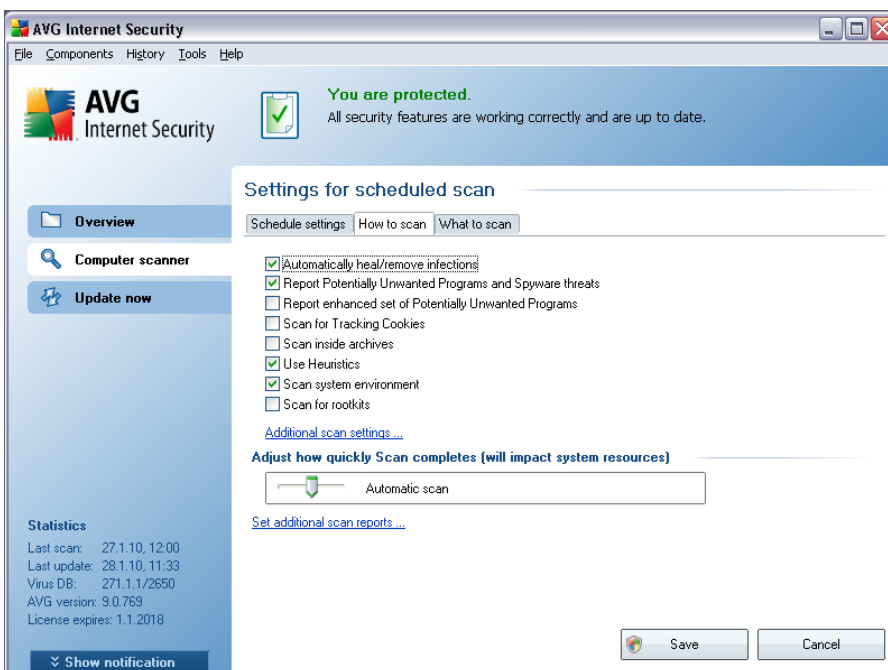 AVG Internet Security
File Components History Tools Help
AVG
Internet Security
You are protected.
All security features are working correctly and are up to date.
Settings for scheduled scan
Schedule settings How to scan What to scan
Overview
Computer scanner
Update now
Automatically heal/remove infections
Report Potentially Unwanted Programs and Spyware threats
Report enhanced set of Potentially Unwanted Programs
Scan for Tracking Cookies
Scan inside archives
Use Heuristics
Scan system environment
Scan for rootkits
Additional scan settings ...
Adjust how quickly Scan completes (will impact system resources)
Automatic scan
Set additional scan reports ...
Statistics
Last scan: 27.1.10, 12:00
Last update: 28.1.10, 11:33
Virus DB: 271.1.1/2650
AVG version: 9.0.769
License expires: 1.1.2018
Show notification
Save Cancel